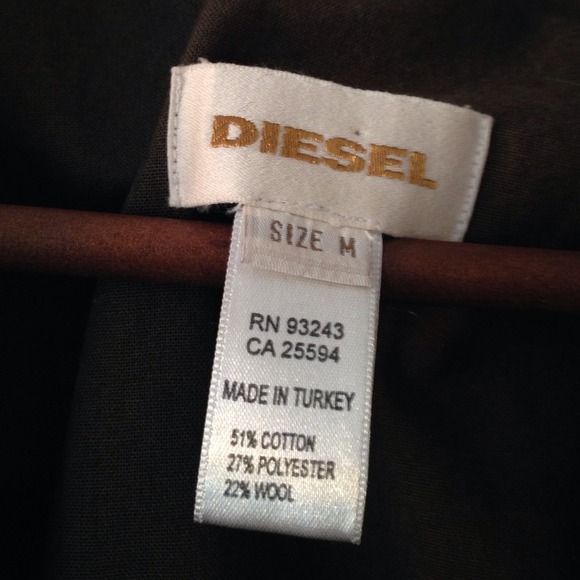 DIESEL
SIZE M
RN 93243
CA 25594
MADE IN TURKEY
51% COTTON
27% POLYESTER
22% WOOL